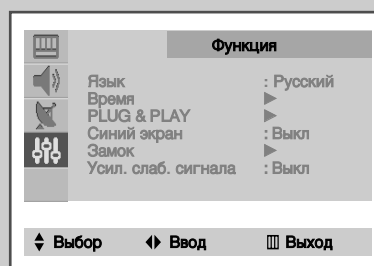 Функция
Язык : Русский
Время ▶
PLUG & PLAY ▶
Синий экран : Выкл
Замок ▶
Усил. слаб. сигнала : Выкл
Выбор Ввод Выход